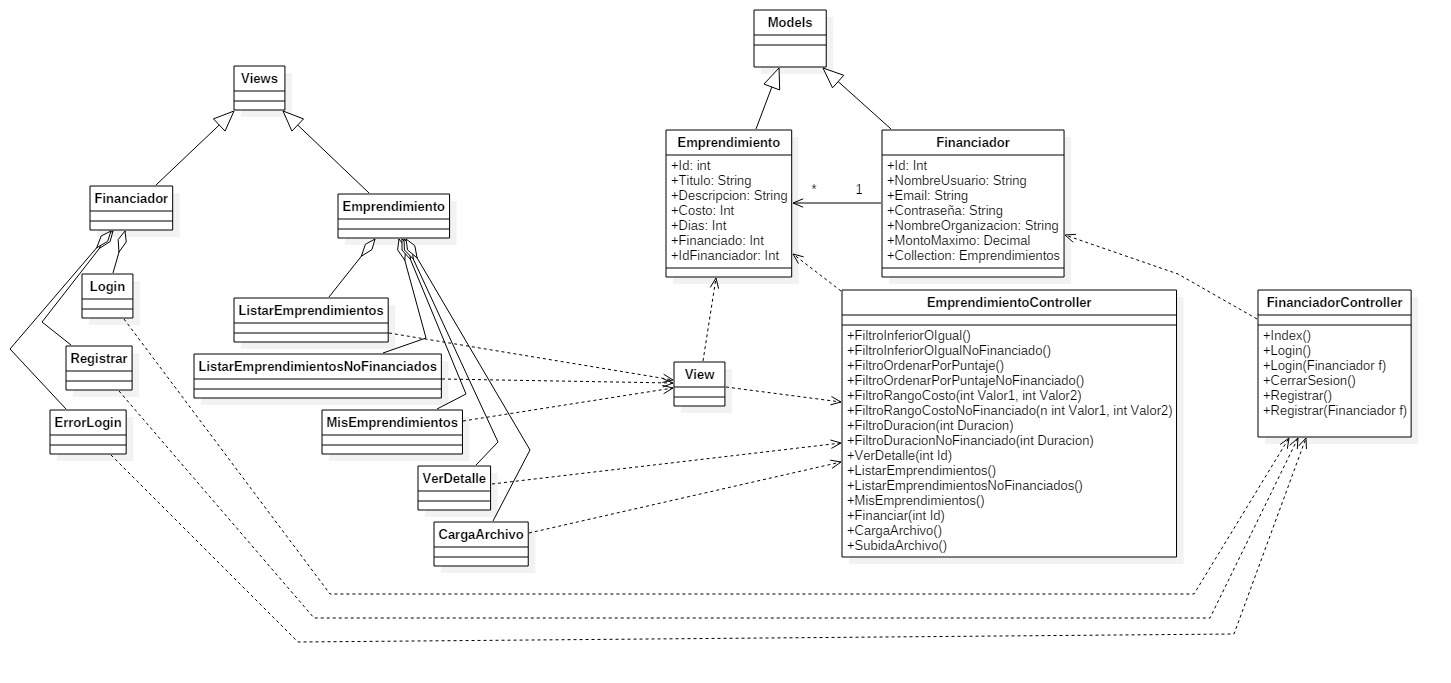 Models
Views
Emprendimiento
+Id: int
+Titulo: String
+Descripcion: String
+Costo: Int
+Dias: Int
+Financiado: Int
+IdFinanciador: Int
* 1
Financiador
+Id: Int
+NombreUsuario: String
+Email: String
+Contraseña: String
+NombreOrganizacion: String
+MontoMaximo: Decimal
+Collection: Emprendimientos
Financiador
Emprendimiento
Login
Registrar
ErrorLogin
ListarEmprendimientos
ListarEmprendimientosNoFinanciados
MisEmprendimientos
VerDetalle
CargaArchivo
View
EmprendimientoController
+FiltroInferiorOIgual()
+FiltroInferiorOIgualNoFinanciado()
+FiltroOrdenarPorPuntaje()
+FiltroOrdenarPorPuntajeNoFinanciado()
+FiltroRangoCosto(int Valor1, int Valor2)
+FiltroRangoCostoNoFinanciado(n int Valor1, int Valor2)
+FiltroDuracion(int Duracion)
+FiltroDuracionNoFinanciado(int Duracion)
+VerDetalle(int Id)
+ListarEmprendimientos()
+ListarEmprendimientosNoFinanciados()
+MisEmprendimientos()
+Financiar(int Id)
+CargaArchivo()
+SubidaArchivo()
FinanciadorController
+Index()
+Login()
+Login(Financiador f)
+CerrarSesion()
+Registrar()
+Registrar(Financiador f)